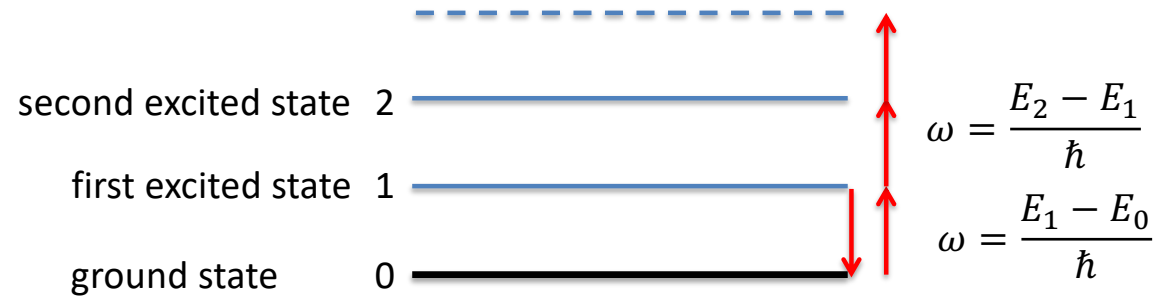 second excited state 2
ω = E₂ − E₁ / ħ
first excited state 1
ω = E₁ − E₀ / ħ
ground state 0